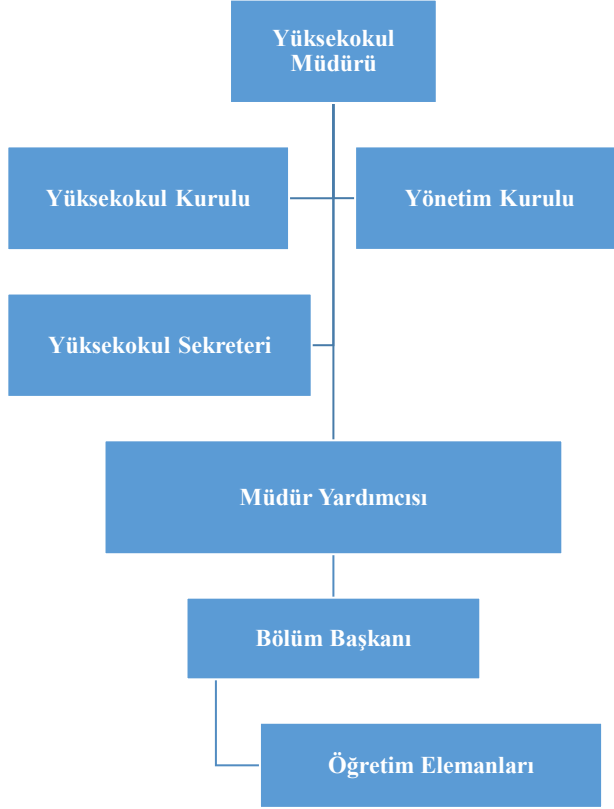 Yüksekokul
Müdürü
Yüksekokul Kurulu
Yönetim Kurulu
Yüksekokul Sekreteri
Müdür Yardımcısı
Bölüm Başkanı
Öğretim Elemanları